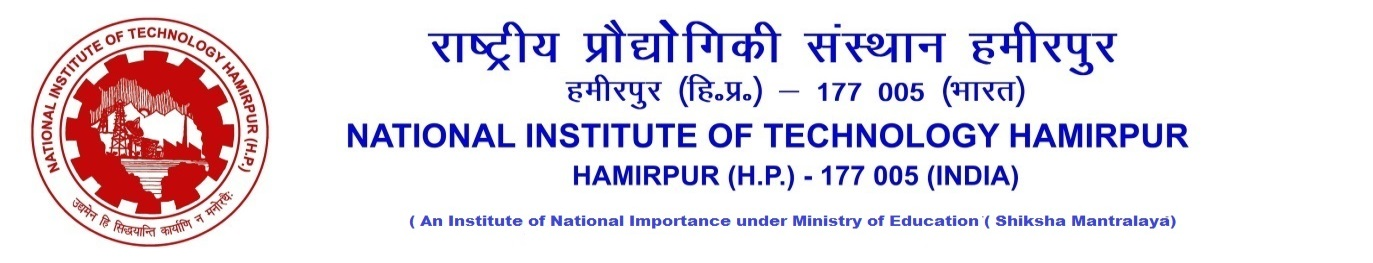 NATIONAL INSTITUTE OF TECHNOLOGY HAMIRPUR (H.P.)
उद्यमेन हि सिद्धयान्ति कार्याणि न मनोरथैः
राष्ट्रीय प्रौद्योेगिकी संस्थान हमीरपुर
हमीरपुर (हि॰प्र॰) – 177 005 (भारत)
NATIONAL INSTITUTE OF TECHNOLOGY HAMIRPUR
HAMIRPUR (H.P.) - 177 005 (INDIA)
( An Institute of National Importance under Ministry of Education ( Shiksha Mantralaya)